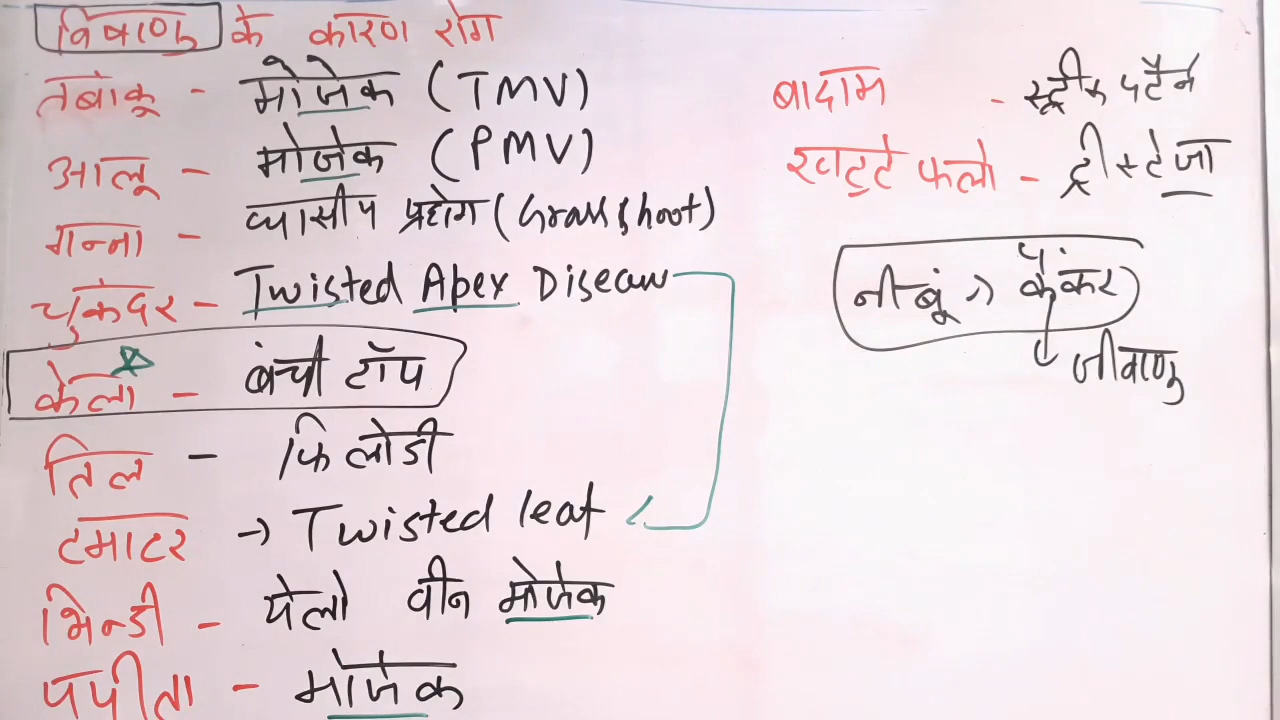 विषाणु के कारण रोग
तंबाकू - मोजेक (TMV)
आलू - मोजेक (PMV)
गन्ना - घासीय प्ररोग (Grass Shoot)
चुकंदर - Twisted Apex Disease
केला - बंची टॉप
तिल - फिलोडी
टमाटर -> Twisted leaf
भिन्डी - येलो वीन मोजेक
पपीता - मोजेक
बादाम - स्ट्रीक पटैर्न
खट्टे फलो - ट्रीस्टेजा
नीबूं -> कैंकर
जीवाणु